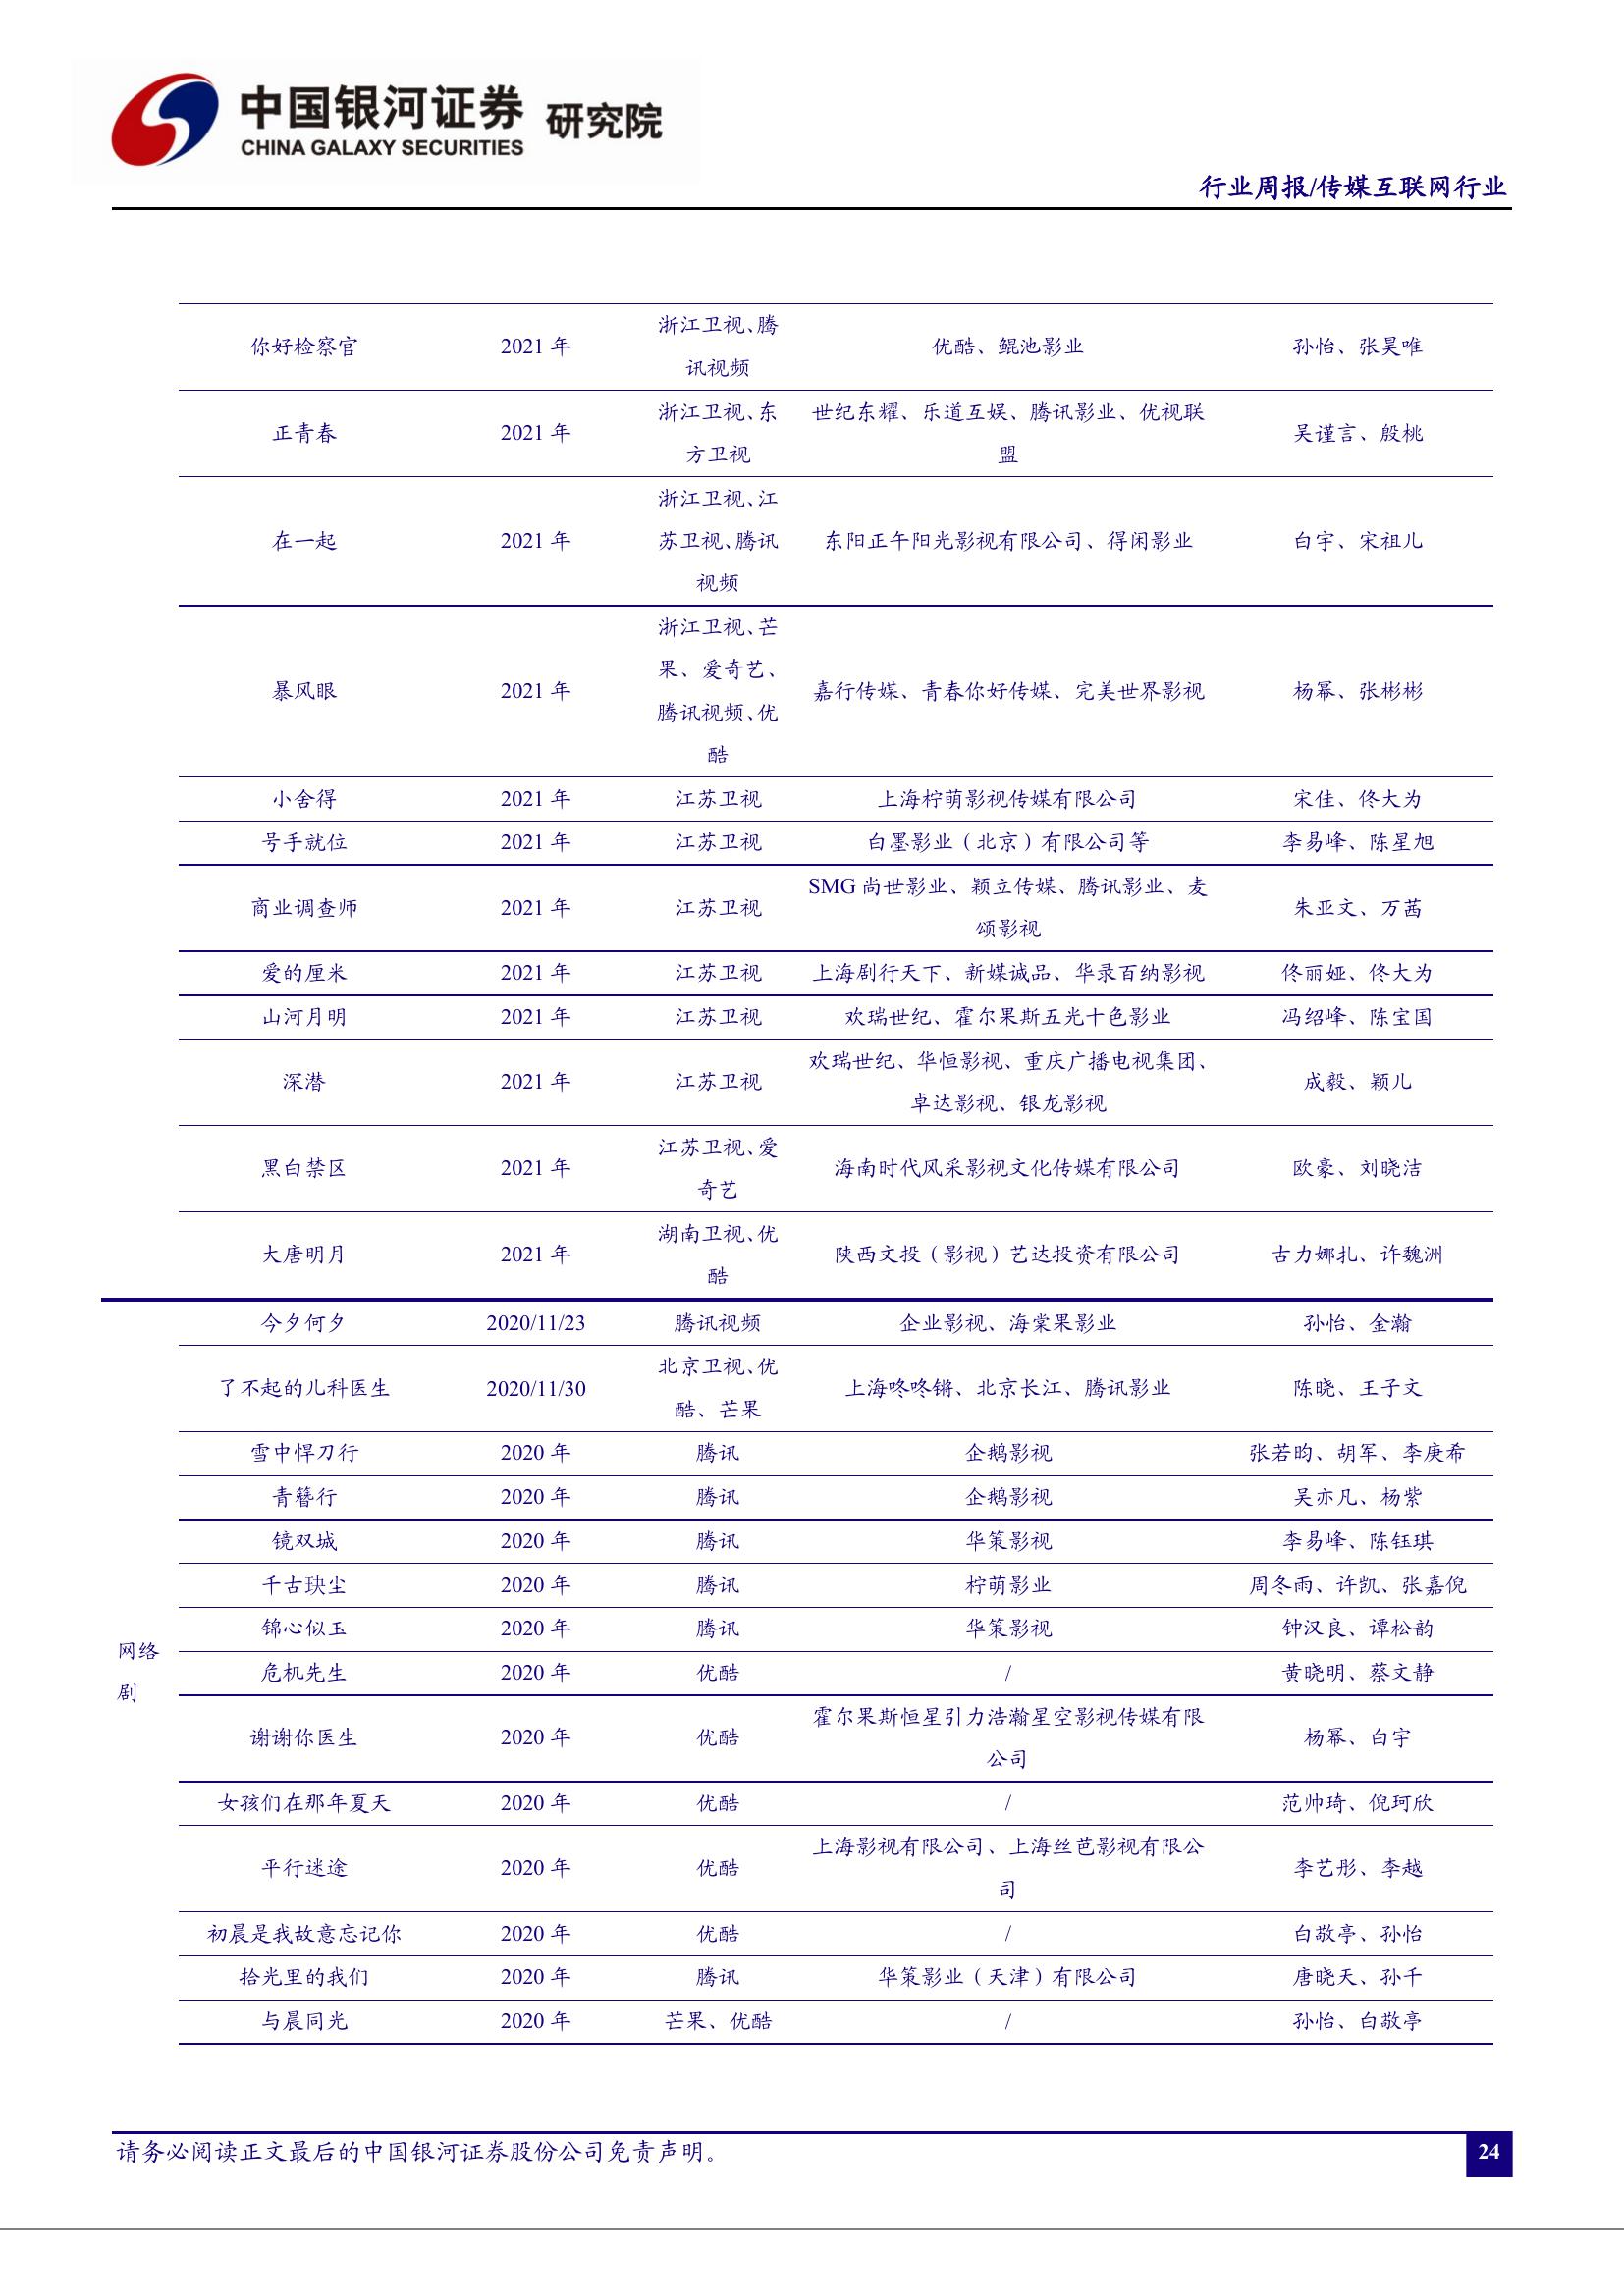 中国银河证券 研究院
CHINA GALAXY SECURITIES
行业周报/传媒互联网行业
你好检察官 2021 年 浙江卫视、腾讯视频 优酷、鲲池影业 孙怡、张昊唯
正青春 2021 年 浙江卫视、东方卫视 世纪东耀、乐道互娱、腾讯影业、优视联盟 吴谨言、殷桃
在一起 2021 年 浙江卫视、江苏卫视、腾讯视频 东阳正午阳光影视有限公司、得闲影业 白宇、宋祖儿
暴风眼 2021 年 浙江卫视、芒果、爱奇艺、腾讯视频、优酷 嘉行传媒、青春你好传媒、完美世界影视 杨幂、张彬彬
小舍得 2021 年 江苏卫视 上海柠萌影视传媒有限公司 宋佳、佟大为
号手就位 2021 年 江苏卫视 白墨影业（北京）有限公司等 李易峰、陈星旭
商业调查师 2021 年 江苏卫视 SMG 尚世影业、颖立传媒、腾讯影业、麦颂影视 朱亚文、万茜
爱的厘米 2021 年 江苏卫视 上海剧行天下、新媒诚品、华录百纳影视 佟丽娅、佟大为
山河月明 2021 年 江苏卫视 欢瑞世纪、霍尔果斯五光十色影业 冯绍峰、陈宝国
深潜 2021 年 江苏卫视 欢瑞世纪、华恒影视、重庆广播电视集团、卓达影视、银龙影视 成毅、颖儿
黑白禁区 2021 年 江苏卫视、爱奇艺 海南时代风采影视文化传媒有限公司 欧豪、刘晓洁
大唐明月 2021 年 湖南卫视、优酷 陕西文投（影视）艺达投资有限公司 古力娜扎、许魏洲
网络剧
今夕何夕 2020/11/23 腾讯视频 企业影视、海棠果影业 孙怡、金瀚
了不起的儿科医生 2020/11/30 北京卫视、优酷、芒果 上海咚咚锵、北京长江、腾讯影业 陈晓、王子文
雪中悍刀行 2020 年 腾讯 企鹅影视 张若昀、胡军、李庚希
青簪行 2020 年 腾讯 企鹅影视 吴亦凡、杨紫
镜双城 2020 年 腾讯 华策影视 李易峰、陈钰琪
千古玦尘 2020 年 腾讯 柠萌影业 周冬雨、许凯、张嘉倪
锦心似玉 2020 年 腾讯 华策影视 钟汉良、谭松韵
危机先生 2020 年 优酷 / 黄晓明、蔡文静
谢谢你医生 2020 年 优酷 霍尔果斯恒星引力浩瀚星空影视传媒有限公司 杨幂、白宇
女孩们在那年夏天 2020 年 优酷 / 范帅琦、倪珂欣
平行迷途 2020 年 优酷 上海影视有限公司、上海丝芭影视有限公司 李艺彤、李越
初晨是我故意忘记你 2020 年 优酷 / 白敬亭、孙怡
拾光里的我们 2020 年 腾讯 华策影业（天津）有限公司 唐晓天、孙千
与晨同光 2020 年 芒果、优酷 / 孙怡、白敬亭
请务必阅读正文最后的中国银河证券股份公司免责声明。
24